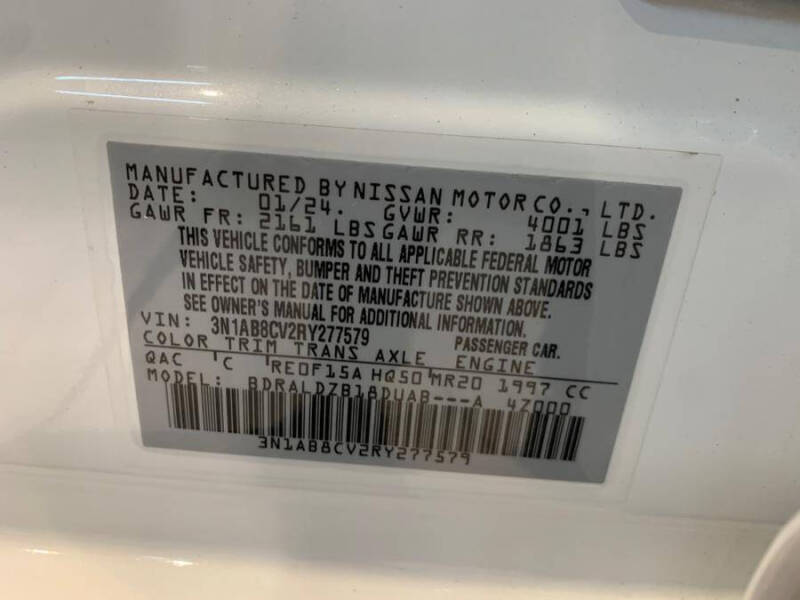 MANUFACTURED BY NISSAN MOTOR CO., LTD.
DATE: 01/24. GVWR: 4001 LBS
GAWR FR: 2161 LBS GAWR RR: 1863 LBS
THIS VEHICLE CONFORMS TO ALL APPLICABLE FEDERAL MOTOR
VEHICLE SAFETY, BUMPER AND THEFT PREVENTION STANDARDS
IN EFFECT ON THE DATE OF MANUFACTURE SHOWN ABOVE.
SEE OWNER'S MANUAL FOR ADDITIONAL INFORMATION.
VIN: 3N1AB8CV2RY277579 PASSENGER CAR.
COLOR TRIM TRANS AXLE ENGINE
QAC C RE0F15A HQ50 MR20 1997 CC
MODEL: BDRALDZB18DUAB---A 4Z000
3N1AB8CV2RY277579